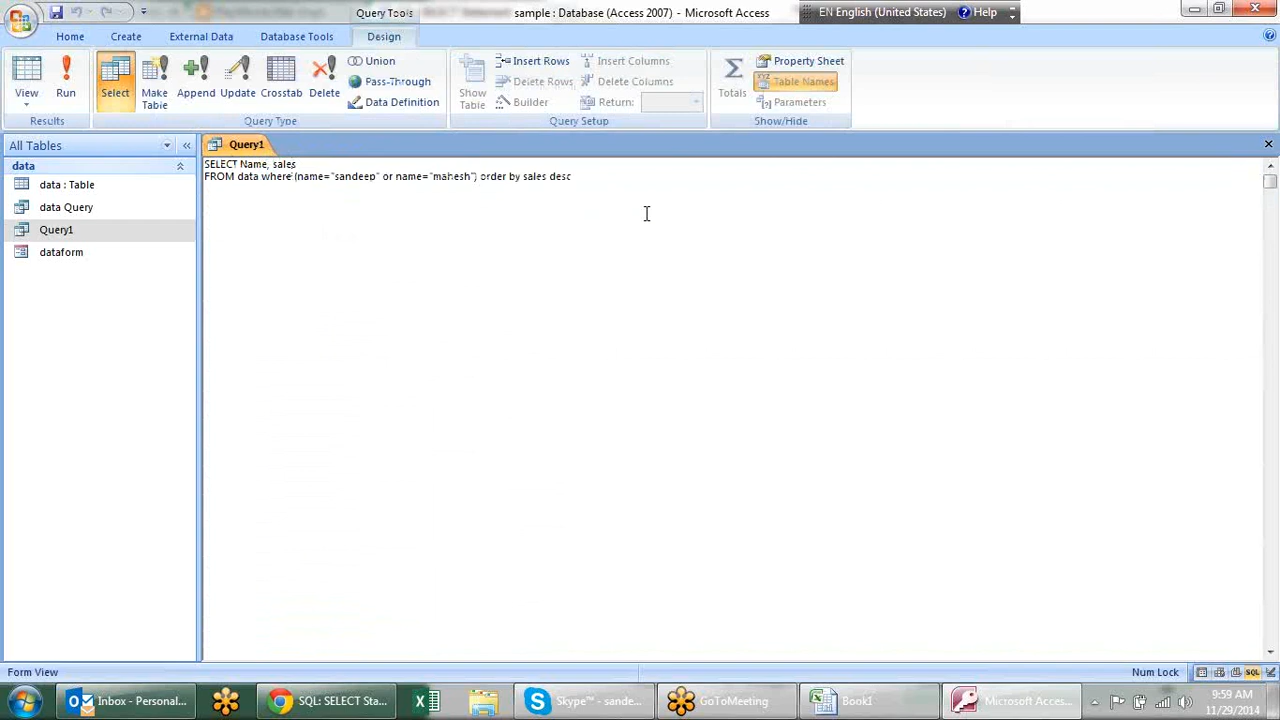 Query Tools
sample : Database (Access 2007) - Microsoft Access
EN English (United States)
Help
Home
Create
External Data
Database Tools
Design
View
Run
Select
Make Table
Append
Update
Crosstab
Delete
Union
Pass-Through
Data Definition
Show Table
Insert Rows
Delete Rows
Builder
Insert Columns
Delete Columns
Return:
Totals
Property Sheet
Table Names
Parameters
Results
Query Type
Query Setup
Show/Hide
All Tables
data
data : Table
data Query
Query1
dataform
Query1
SELECT Name, sales
FROM data where (name="sandeep" or name="mahesh") order by sales desc
Form View
Num Lock
SQL
Inbox - Personal...
SQL: SELECT Sta...
Skype™ - sande...
GoToMeeting
Book1
Microsoft Acces...
9:59 AM
11/29/2014